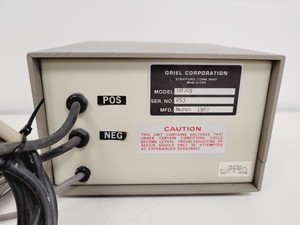 ORIEL CORPORATION
STRATFORD, CONN. 06497
Made in USA
MODEL
SER. NO. 233
MFD.
POS
NEG
CAUTION
THIS UNIT CONTAINS VOLTAGES THAT
UNDER CERTAIN CONDITIONS COULD
BECOME LETHAL. TROUBLESHOOTING OR
REPAIR SHOULD ONLY BE ATTEMPTED
BY EXPERIENCED PERSONNEL.